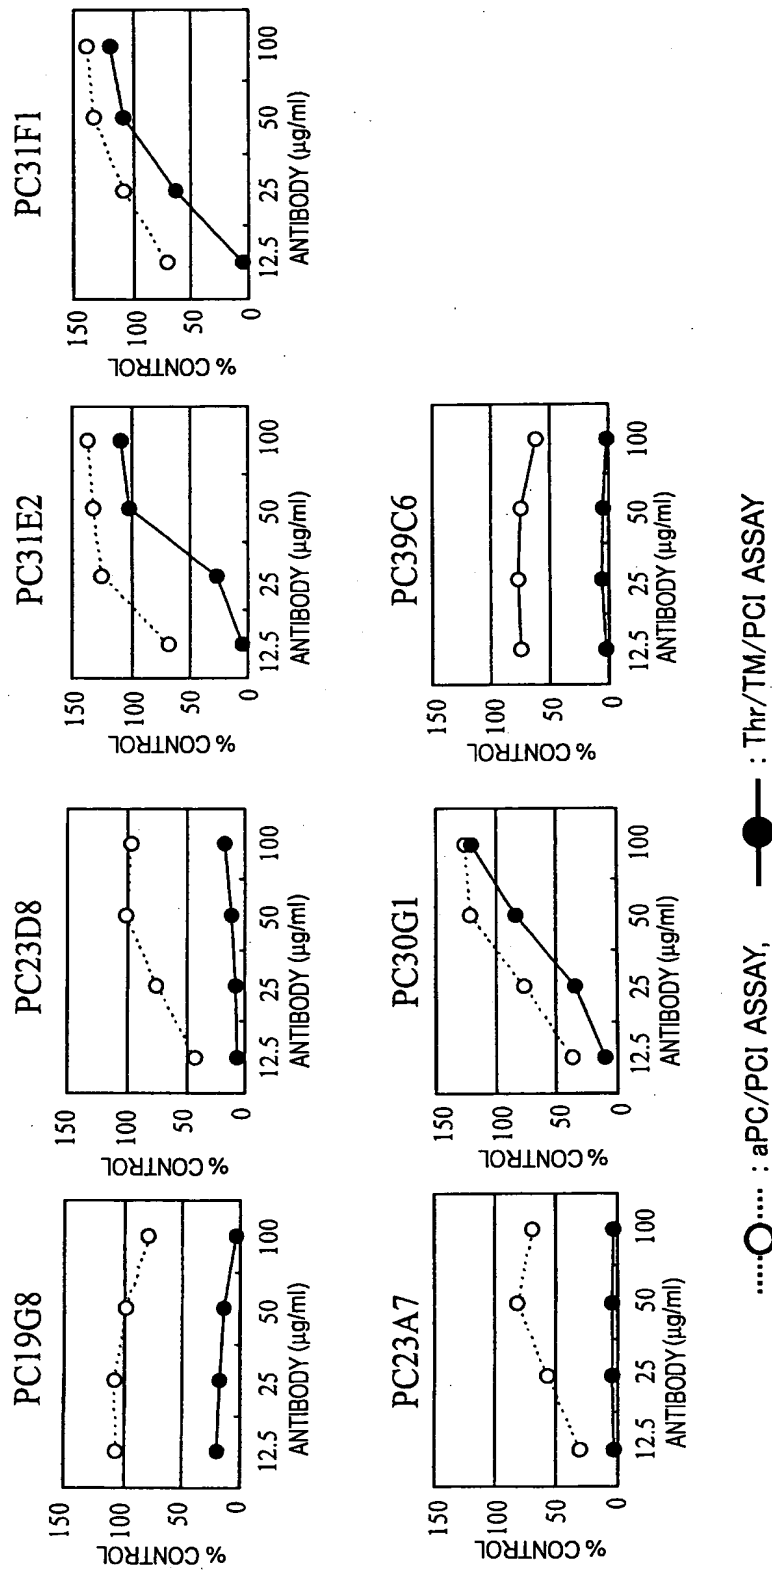 PC19G8
150
100
50
0
% CONTROL
12.5 25 50 100
ANTIBODY (μg/ml)
PC23D8
150
100
50
0
% CONTROL
12.5 25 50 100
ANTIBODY (μg/ml)
PC31E2
150
100
50
0
% CONTROL
12.5 25 50 100
ANTIBODY (μg/ml)
PC31F1
150
100
50
0
% CONTROL
12.5 25 50 100
ANTIBODY (μg/ml)
PC23A7
150
100
50
0
% CONTROL
12.5 25 50 100
ANTIBODY (μg/ml)
PC30G1
150
100
50
0
% CONTROL
12.5 25 50 100
ANTIBODY (μg/ml)
PC39C6
150
100
50
0
% CONTROL
12.5 25 50 100
ANTIBODY (μg/ml)
: aPC/PCI ASSAY, : Thr/TM/PCI ASSAY